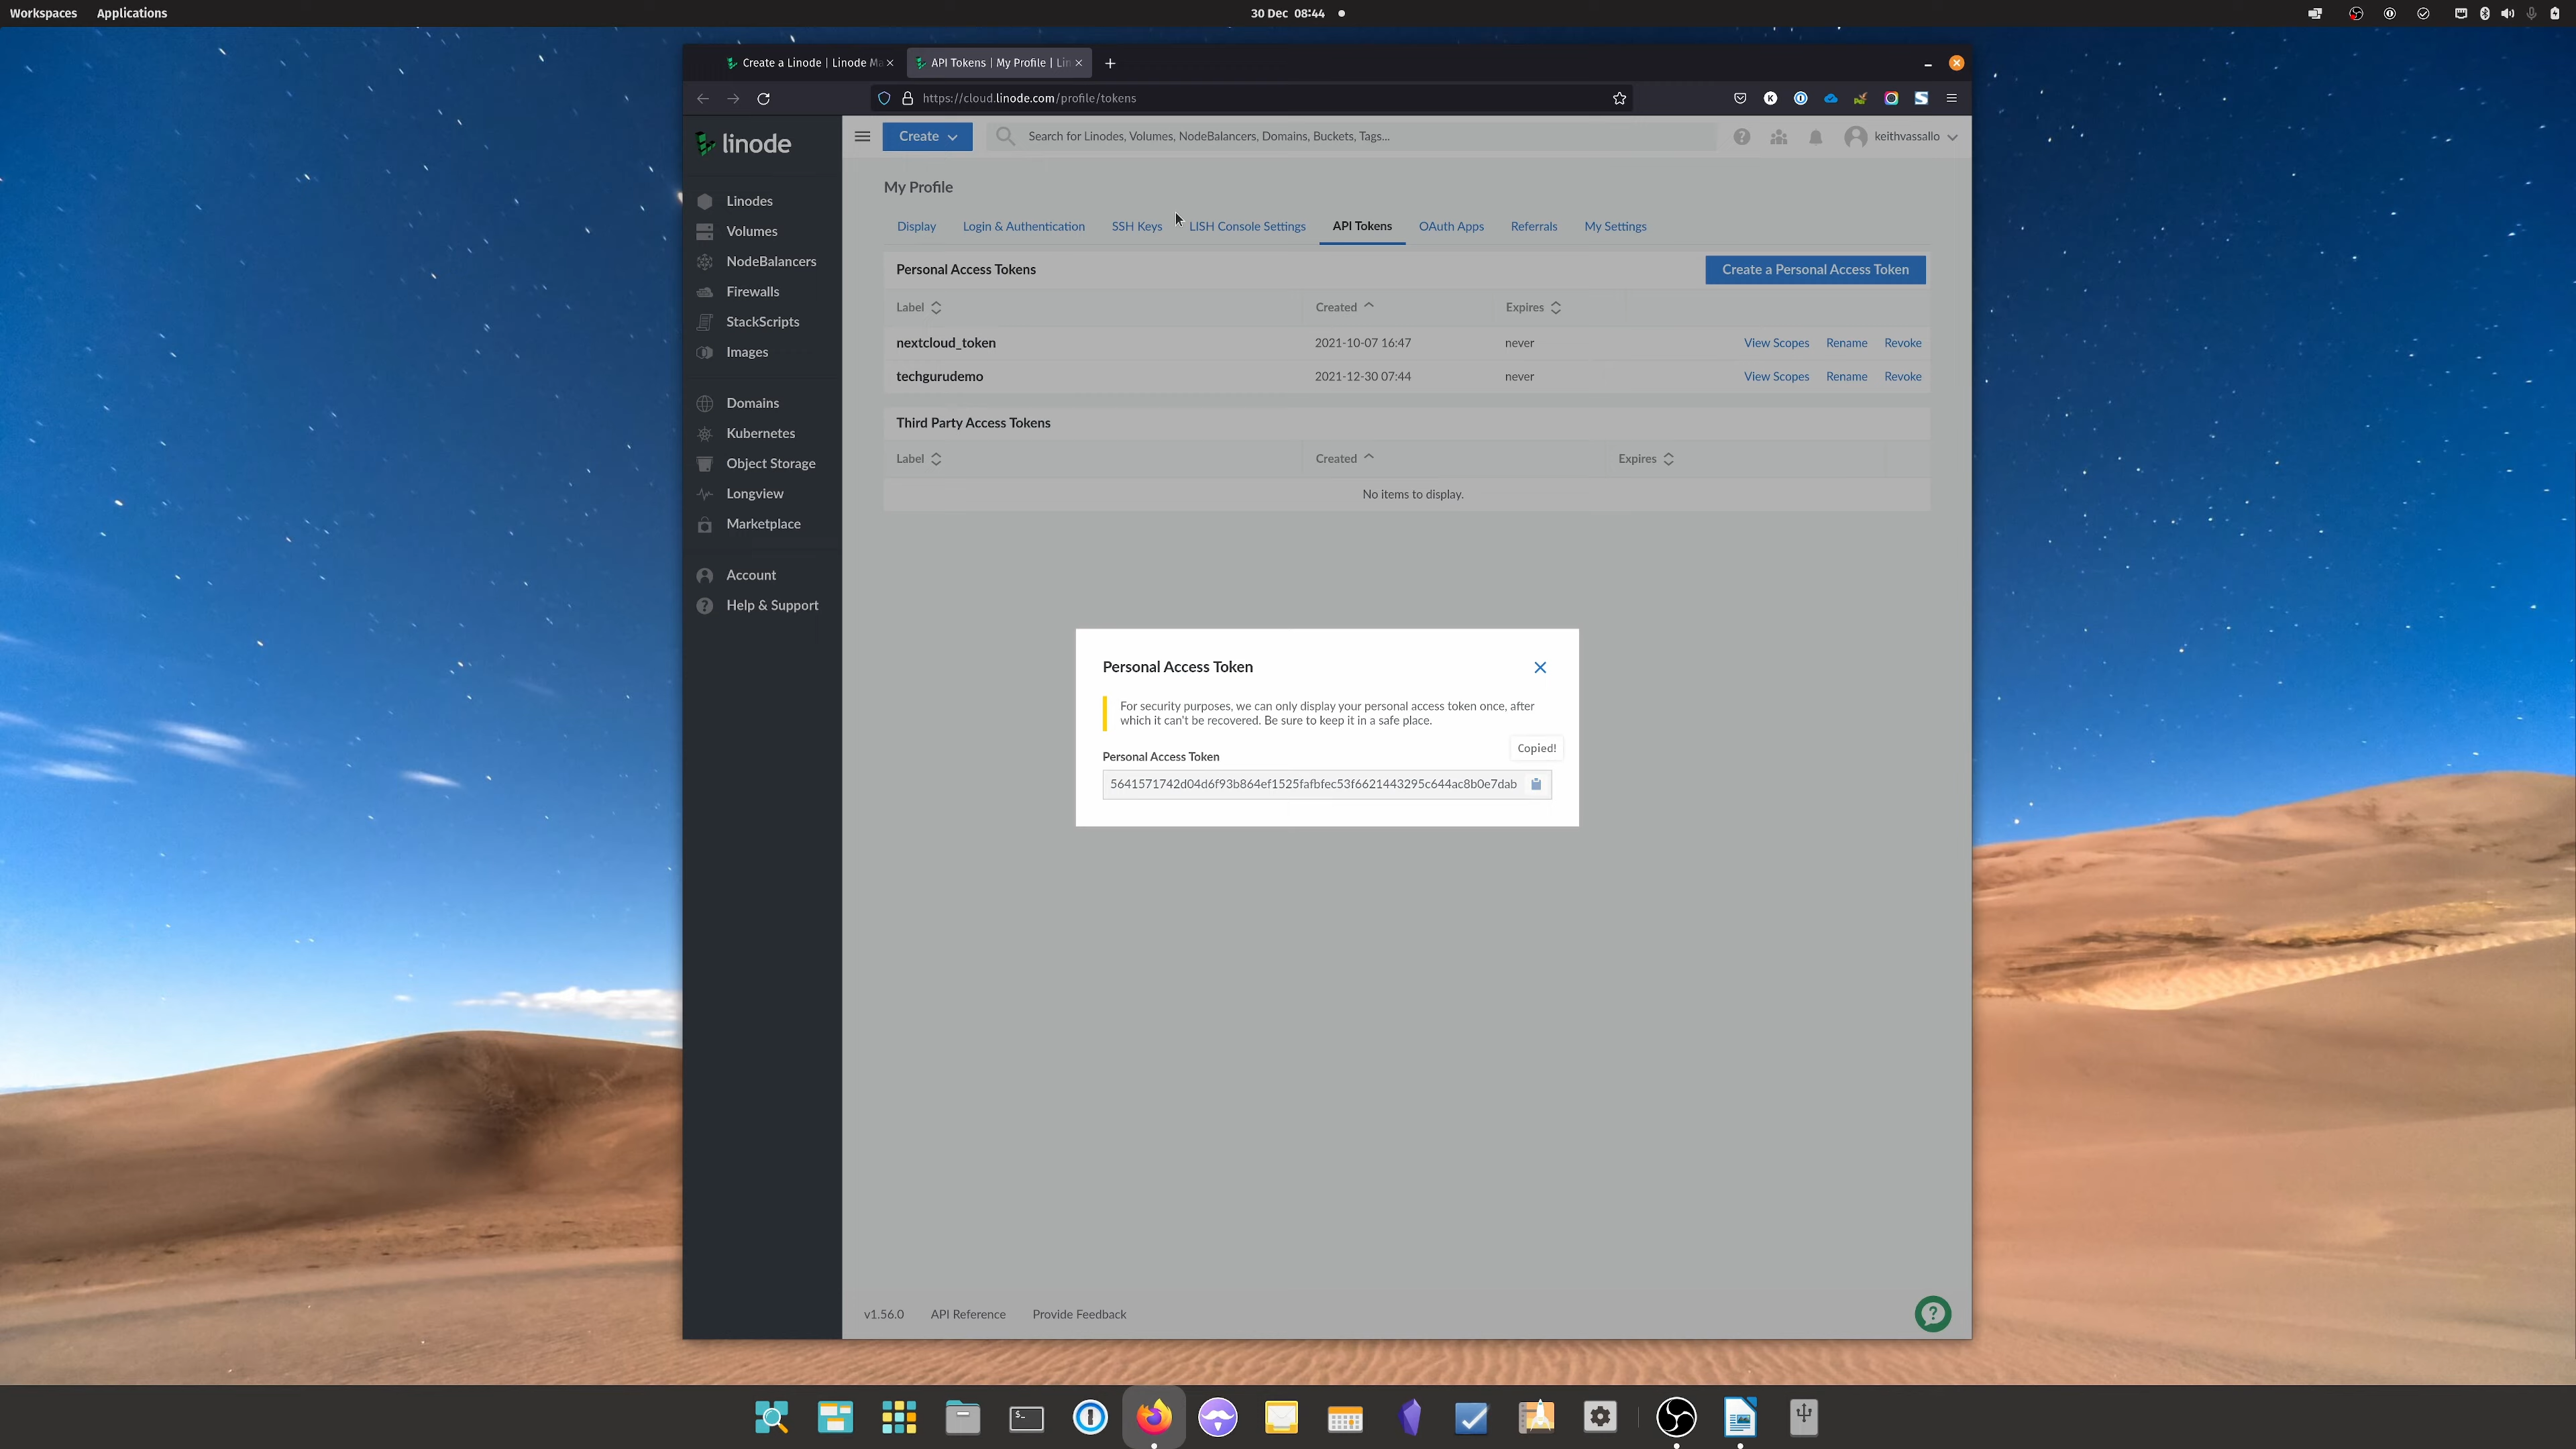 Workspaces Applications 30 Dec 08:44
Create a Linode | Linode Ma API Tokens | My Profile | Lin
https://cloud.linode.com/profile/tokens
linode
Create
Search for Linodes, Volumes, NodeBalancers, Domains, Buckets, Tags...
keithvassallo
Linodes
Volumes
NodeBalancers
Firewalls
StackScripts
Images
Domains
Kubernetes
Object Storage
Longview
Marketplace
Account
Help & Support
My Profile
Display Login & Authentication SSH Keys LISH Console Settings API Tokens OAuth Apps Referrals My Settings
Personal Access Tokens Create a Personal Access Token
Label Created Expires
nextcloud_token 2021-10-07 16:47 never View Scopes Rename Revoke
techgurudemo 2021-12-30 07:44 never View Scopes Rename Revoke
Third Party Access Tokens
Label Created Expires
No items to display.
Personal Access Token
For security purposes, we can only display your personal access token once, after
which it can't be recovered. Be sure to keep it in a safe place.
Copied!
Personal Access Token
5641571742d04d6f93b864ef1525fafbfec53f6621443295c644ac8b0e7dab
v1.56.0 API Reference Provide Feedback